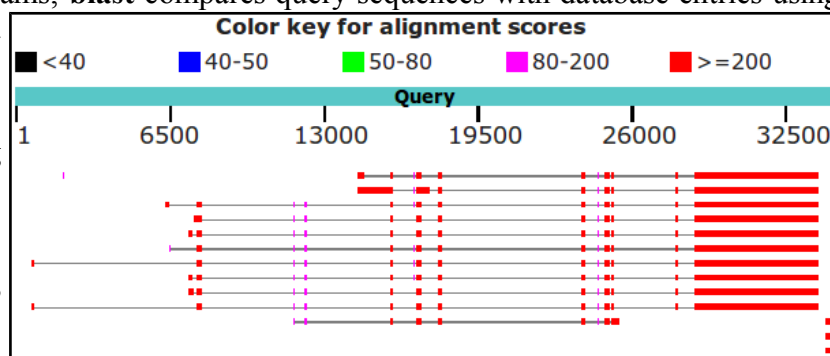 blast compares query sequences with database entries using
Color key for alignment scores
<40 40-50 50-80 80-200 >=200
Query
1 6500 13000 19500 26000 32500